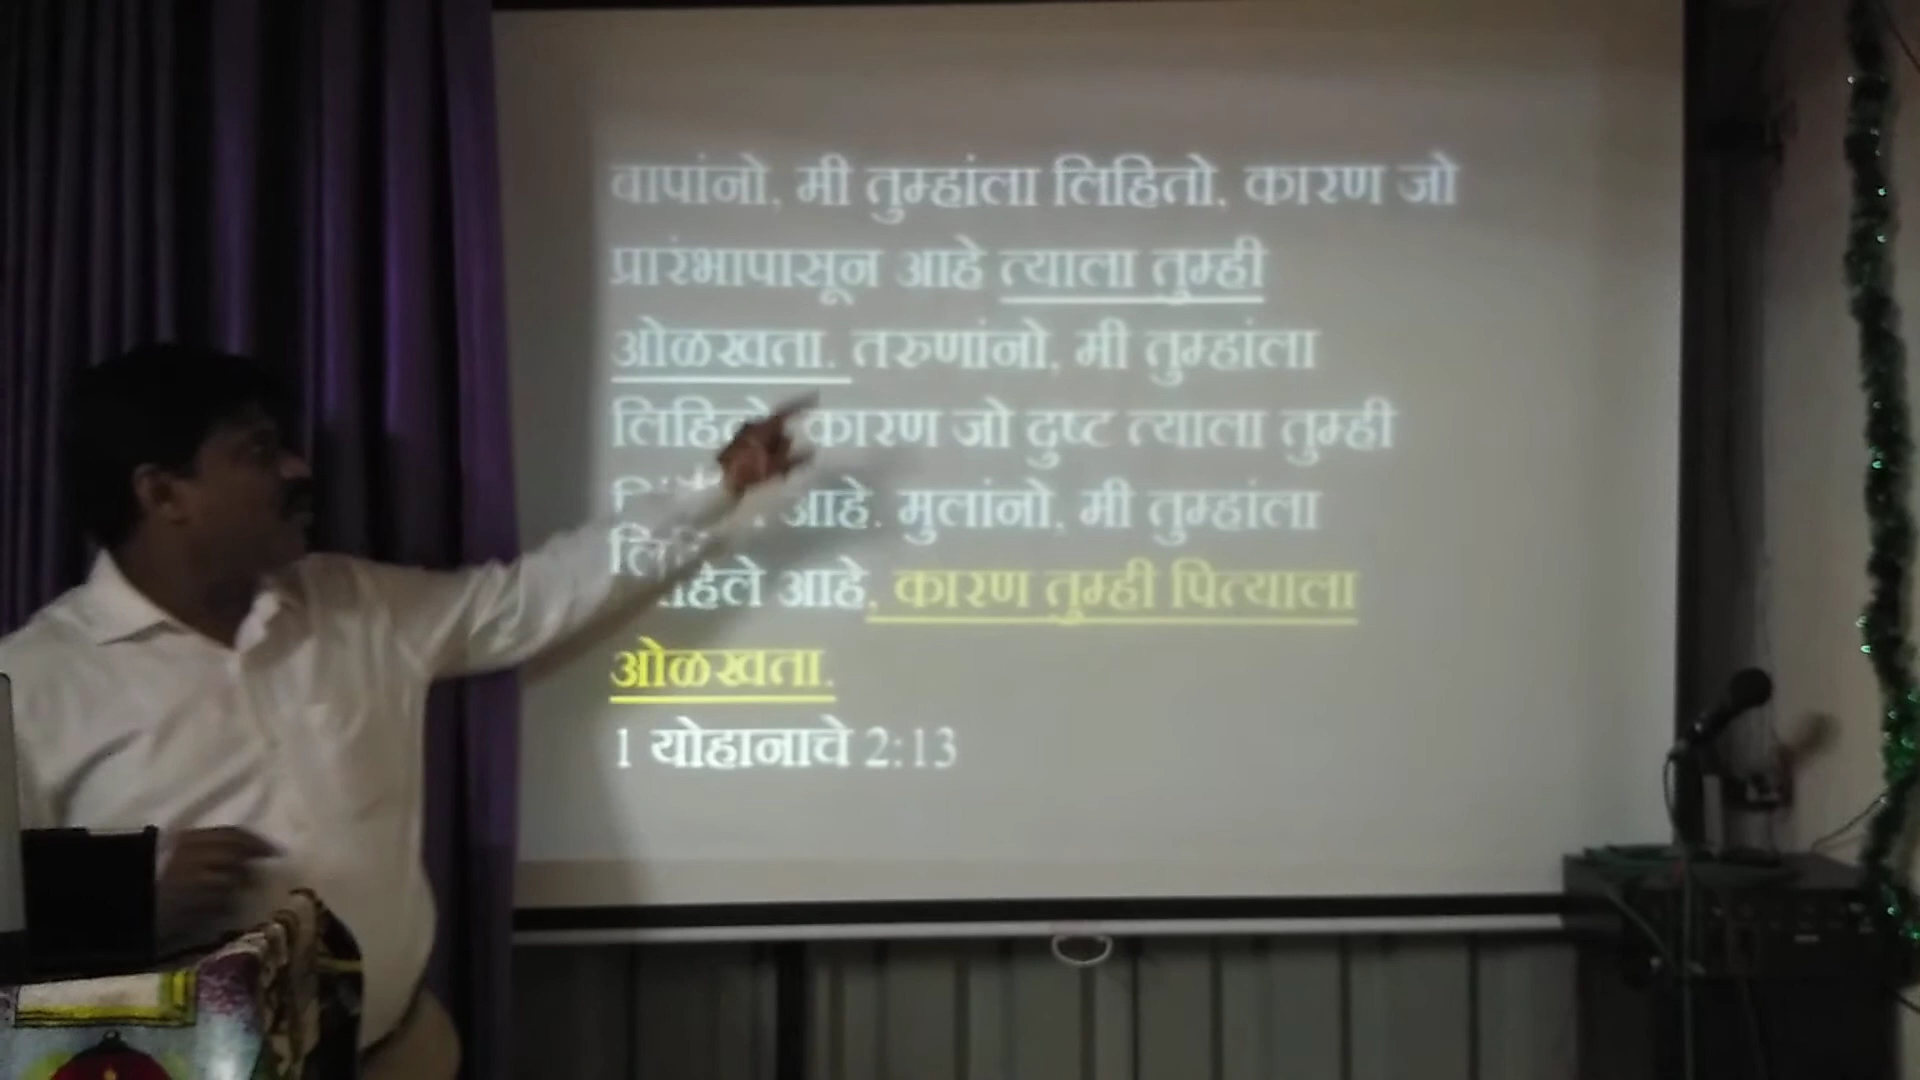 बापांनो, मी तुम्हांला लिहितो, कारण जो
प्रारंभापासून आहे त्याला तुम्ही
ओळखता. तरुणांनो, मी तुम्हांला
कारण जो दुष्ट त्याला तुम्ही
आहे. मुलांनो, मी तुम्हांला
आहे, कारण तुम्ही पित्याला
ओळखता.
1 योहानाचे 2:13